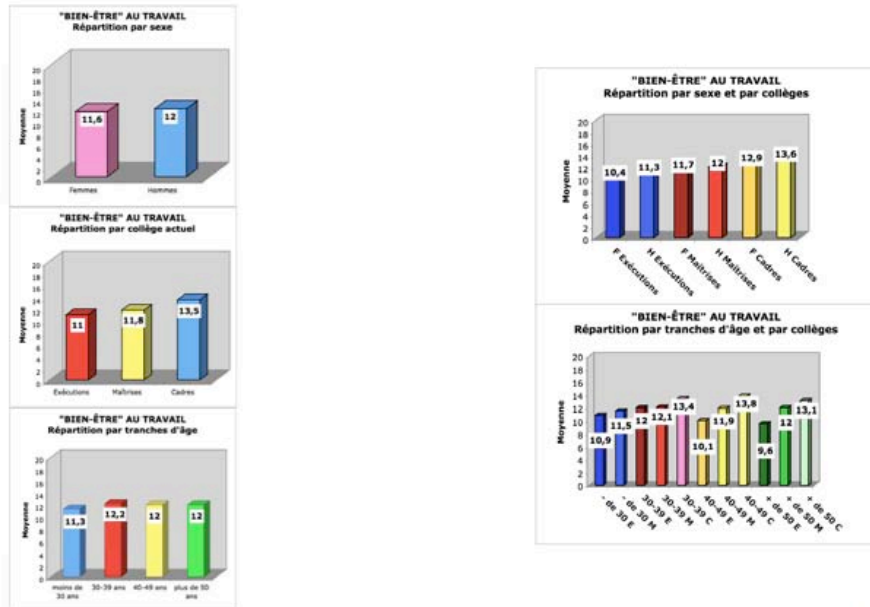 "BIEN-ÊTRE" AU TRAVAIL
Répartition par sexe
Moyenne
20
18
16
14
12
10
8
6
4
2
0
11,6
12
Femmes
Hommes
"BIEN-ÊTRE" AU TRAVAIL
Répartition par collège actuel
Moyenne
20
18
16
14
12
10
8
6
4
2
0
11
11,8
13,5
Exécutions
Maîtrises
Cadres
"BIEN-ÊTRE" AU TRAVAIL
Répartition par tranches d'âge
Moyenne
20
18
16
14
12
10
8
6
4
2
0
11,3
12,2
12
12
moins de 30 ans
30-39 ans
40-49 ans
plus de 50 ans
"BIEN-ÊTRE" AU TRAVAIL
Répartition par sexe et par collèges
Moyenne
20
18
16
14
12
10
8
6
4
2
0
10,4
11,3
11,7
12
12,9
13,6
F Exécutions
H Exécutions
F Maîtrises
H Maîtrises
F Cadres
H Cadres
"BIEN-ÊTRE" AU TRAVAIL
Répartition par tranches d'âge et par collèges
Moyenne
20
18
16
14
12
10
8
6
4
2
0
10,9
11,5
12
12,1
13,4
10,1
11,9
13,8
9,6
12
13,1
- de 30 E
- de 30 M
30-39 E
30-39 M
30-39 C
40-49 E
40-49 M
40-49 C
+ de 50 E
+ de 50 M
+ de 50 C